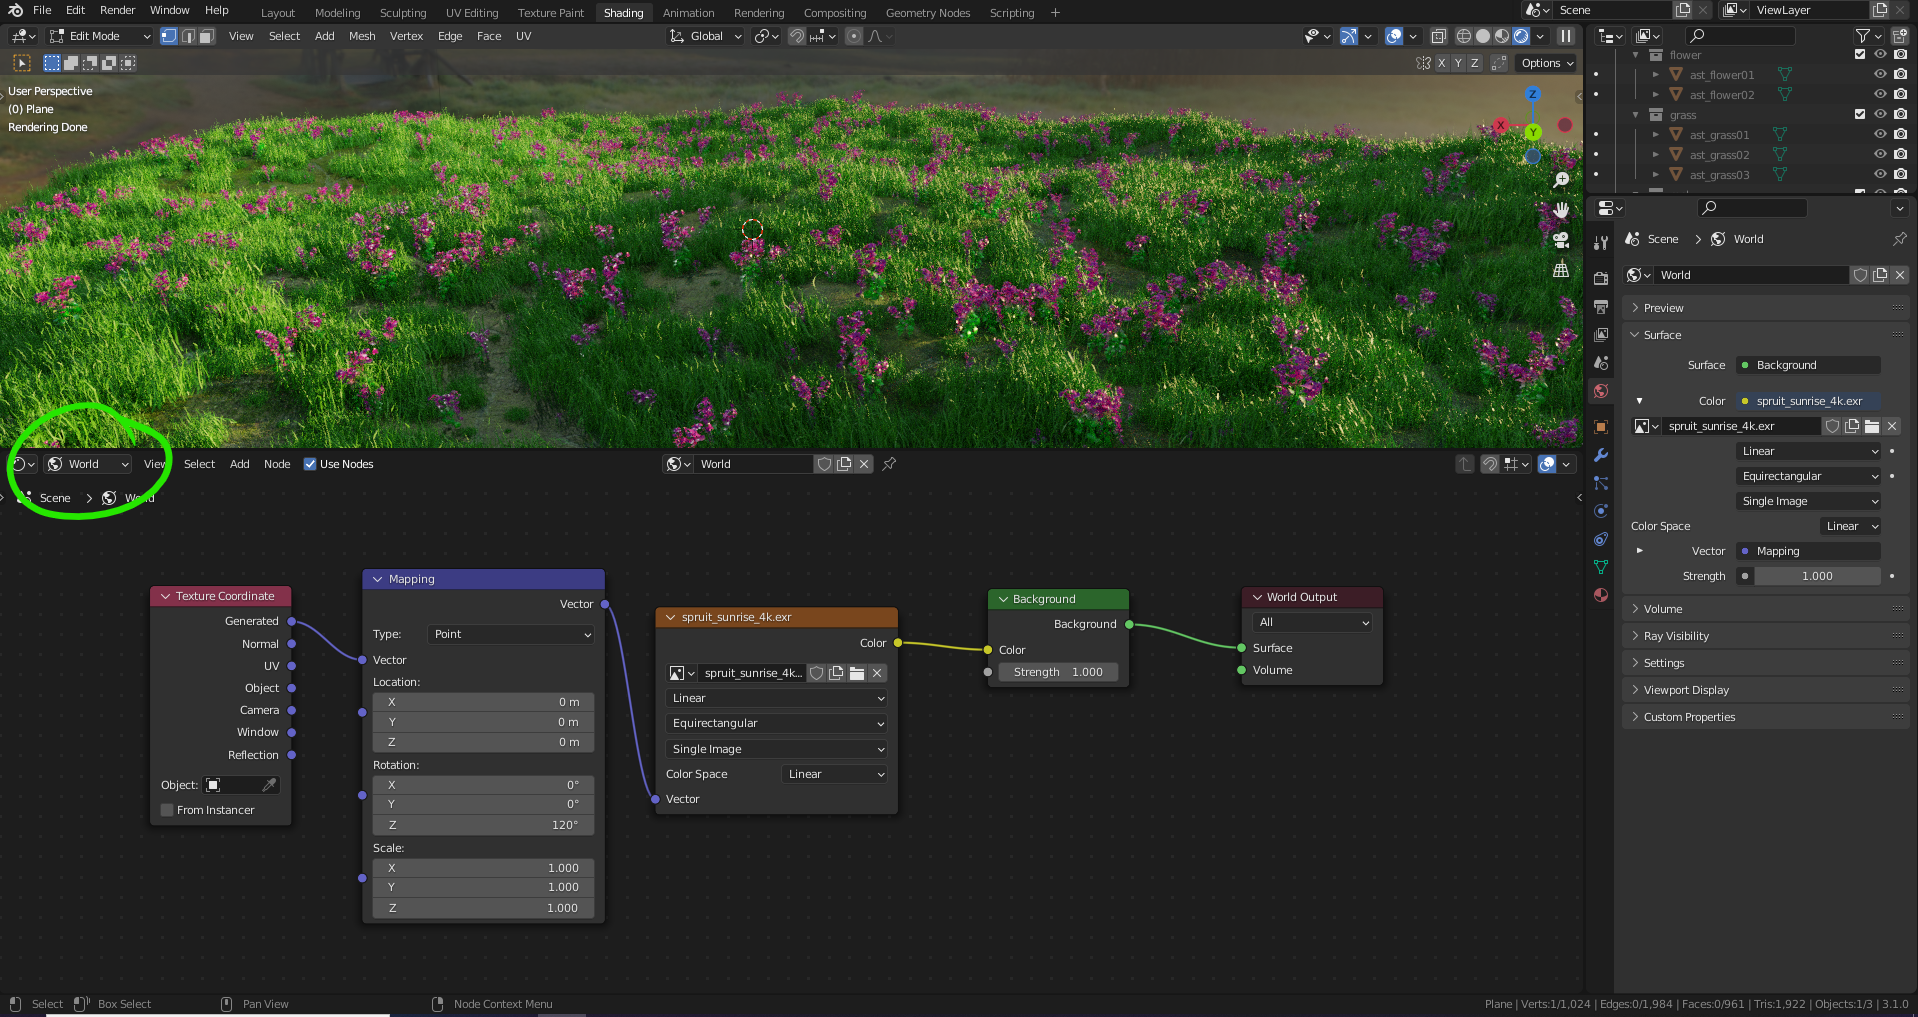 File Edit Render Window Help Layout Modeling Sculpting UV Editing Texture Paint Shading Animation Rendering Compositing Geometry Nodes Scripting + Scene ViewLayer
Edit Mode View Select Add Mesh Vertex Edge Face UV Global
X Y Z Options
User Perspective
(0) Plane
Rendering Done
Z
X
Y
flower
ast_flower01
ast_flower02
grass
ast_grass01
ast_grass02
ast_grass03
Scene > World
World
Preview
Surface
Surface Background
Color spruit_sunrise_4k.exr
spruit_sunrise_4k.exr
Linear
Equirectangular
Single Image
Color Space Linear
Vector Mapping
Strength 1.000
Volume
Ray Visibility
Settings
Viewport Display
Custom Properties
World View Select Add Node Use Nodes World
Scene > World
Texture Coordinate
Generated
Normal
UV
Object
Camera
Window
Reflection
Object:
From Instancer
Mapping
Vector
Type: Point
Vector
Location:
X 0 m
Y 0 m
Z 0 m
Rotation:
X 0°
Y 0°
Z 120°
Scale:
X 1.000
Y 1.000
Z 1.000
spruit_sunrise_4k.exr
Color
spruit_sunrise_4k...
Linear
Equirectangular
Single Image
Color Space Linear
Vector
Background
Background
Color
Strength 1.000
World Output
All
Surface
Volume
Select Box Select Pan View Node Context Menu Plane | Verts:1/1,024 | Edges:0/1,984 | Faces:0/961 | Tris:1,922 | Objects:1/3 | 3.1.0